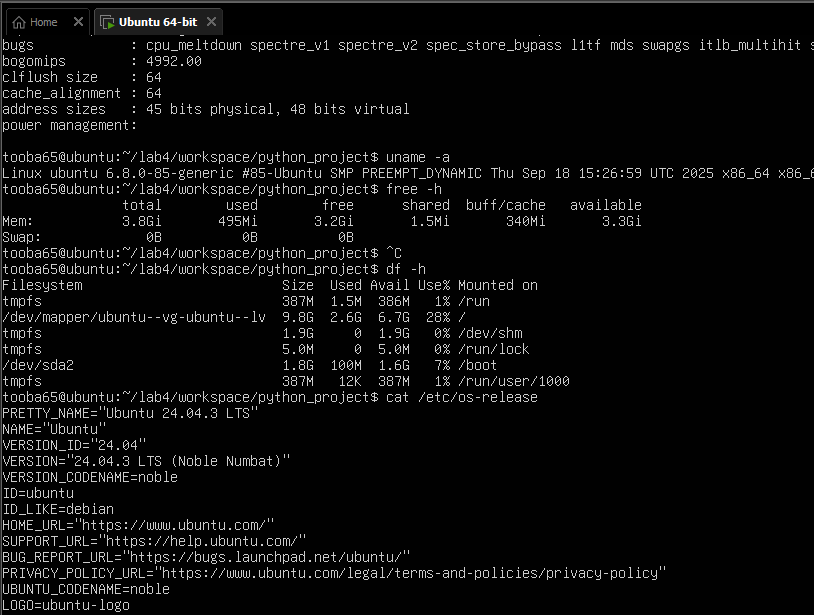 Home
Ubuntu 64-bit
bugs            : cpu_meltdown spectre_v1 spectre_v2 spec_store_bypass l1tf mds swapgs itlb_multihit
bogomips        : 4992.00
clflush size    : 64
cache_alignment : 64
address sizes   : 45 bits physical, 48 bits virtual
power management:
tooba65@ubuntu:~/lab4/workspace/python_project$ uname -a
Linux ubuntu 6.8.0-85-generic #85-Ubuntu SMP PREEMPT_DYNAMIC Thu Sep 18 15:26:59 UTC 2025 x86_64
tooba65@ubuntu:~/lab4/workspace/python_project$ free -h
               total        used        free      shared  buff/cache   available
Mem:           3.8Gi       495Mi       3.2Gi       1.5Mi       340Mi       3.3Gi
Swap:             0B          0B          0B
tooba65@ubuntu:~/lab4/workspace/python_project$ ^C
tooba65@ubuntu:~/lab4/workspace/python_project$ df -h
Filesystem                         Size  Used Avail Use% Mounted on
tmpfs                              387M  1.5M  386M   1% /run
/dev/mapper/ubuntu--vg-ubuntu--lv  9.8G  2.6G  6.7G  28% /
tmpfs                              1.9G     0  1.9G   0% /dev/shm
tmpfs                              5.0M     0  5.0M   0% /run/lock
/dev/sda2                          1.8G  100M  1.6G   7% /boot
tmpfs                              387M   12K  387M   1% /run/user/1000
tooba65@ubuntu:~/lab4/workspace/python_project$ cat /etc/os-release
PRETTY_NAME="Ubuntu 24.04.3 LTS"
NAME="Ubuntu"
VERSION_ID="24.04"
VERSION="24.04.3 LTS (Noble Numbat)"
VERSION_CODENAME=noble
ID=ubuntu
ID_LIKE=debian
HOME_URL="https://www.ubuntu.com/"
SUPPORT_URL="https://help.ubuntu.com/"
BUG_REPORT_URL="https://bugs.launchpad.net/ubuntu/"
PRIVACY_POLICY_URL="https://www.ubuntu.com/legal/terms-and-policies/privacy-policy"
UBUNTU_CODENAME=noble
LOGO=ubuntu-logo